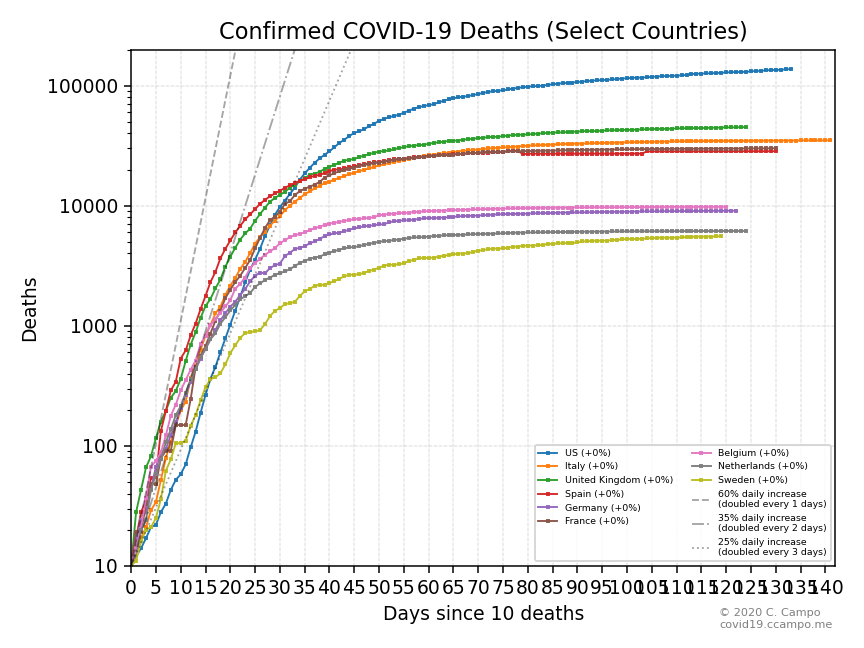 Confirmed COVID-19 Deaths (Select Countries)
100000
10000
1000
100
10
Deaths
US (+0%)
Italy (+0%)
United Kingdom (+0%)
Spain (+0%)
Germany (+0%)
France (+0%)
Belgium (+0%)
Netherlands (+0%)
Sweden (+0%)
60% daily increase
(doubled every 1 days)
35% daily increase
(doubled every 2 days)
25% daily increase
(doubled every 3 days)
0 5 10 15 20 25 30 35 40 45 50 55 60 65 70 75 80 85 90 95 100 105 110 115 120 125 130 135 140
Days since 10 deaths
© 2020 C. Campo
covid19.ccampo.me